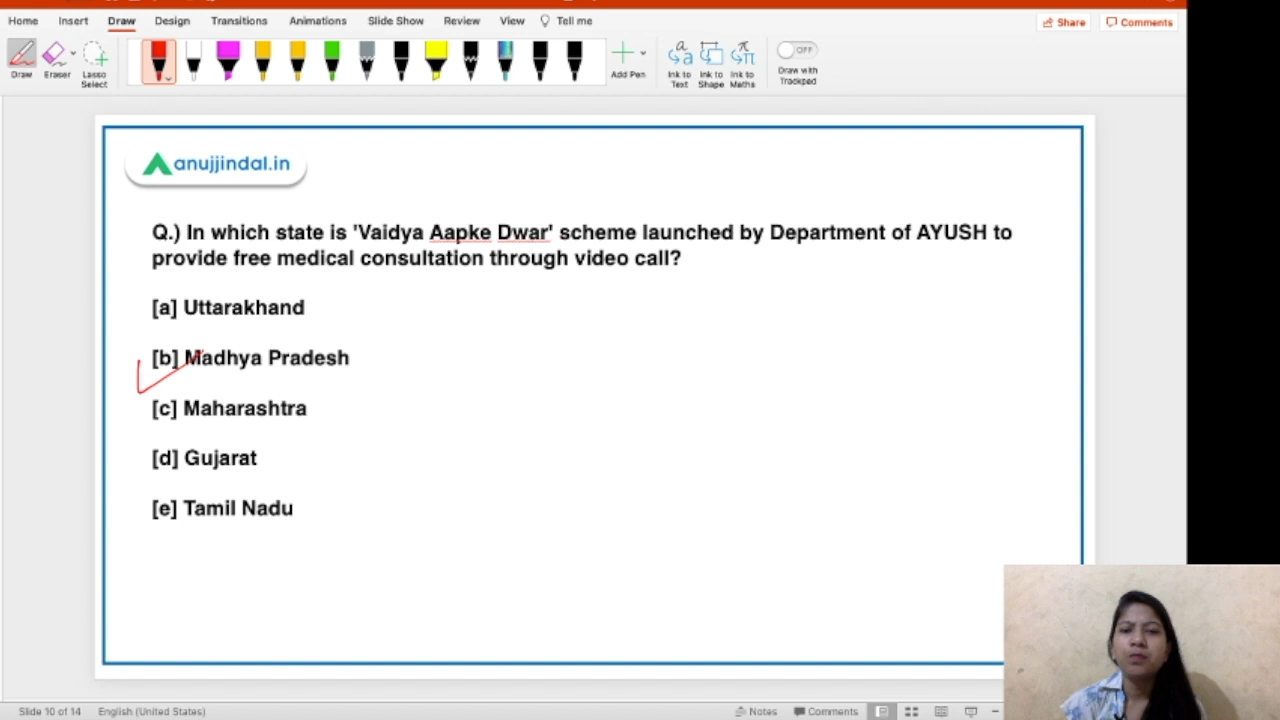 Home Insert Draw Design Transitions Animations Slide Show Review View Tell me Share Comments
Draw Eraser Lasso Select Add Pen Ink to Text Ink to Shape Ink to Maths OFF Draw with Trackpad
anujjindal.in
Q.) In which state is 'Vaidya Aapke Dwar' scheme launched by Department of AYUSH to
provide free medical consultation through video call?
[a] Uttarakhand
[b] Madhya Pradesh
[c] Maharashtra
[d] Gujarat
[e] Tamil Nadu
Slide 10 of 14 English (United States) Notes Comments